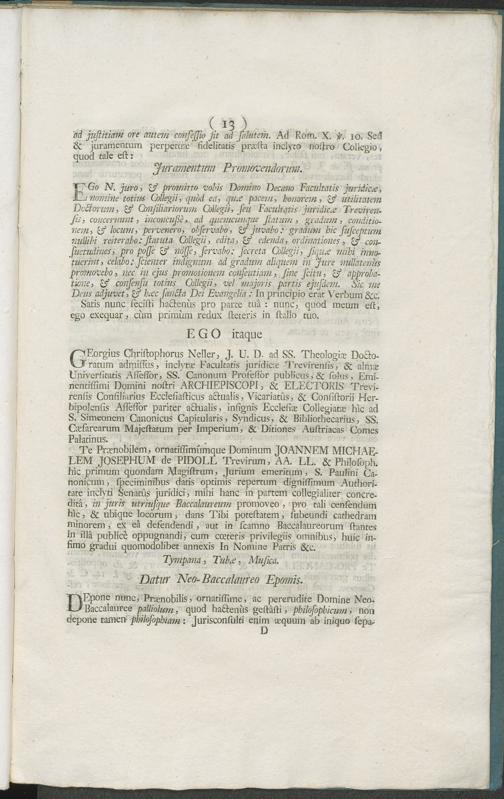 ( 13 )
ad justitiam ore autem confessio fit ad salutem. Ad Rom. X. ℣. 10. Sed
& juramentum perpetuæ fidelitatis præsta inclyto nostro Collegio,
quod tale est:
Juramentum Promovendorum.
EGo N. juro, & promitto vobis Domino Decano Facultatis juridicæ,
nomine totius Collegii, quòd ea, quæ pacem, honorem, & utilitatem
Doctorum, & Consiliariorum Collegii, seu Facultatis juridicæ Treviren-
sis, concernunt, inconcussè, ad quemcunque statum, gradum, conditio-
nem, & locum, pervenero, observabo, & juvabo: gradum hic susceptum
nullibi reiterabo: statuta Collegii, edita, & edenda, ordinationes, & con-
suetudines, pro posse & nosse, servabo: secreta Collegii, siquæ mihi inno-
tuerint, celabo: scienter indignum ad gradum aliquem in Jure nullatenùs
promovebo, nec in ejus promotionem consentiam, sine scitu, & approba-
tione, & consensu totius Collegii, vel majoris partis ejusdem. Sic me
Deus adjuvet, & hæc sancta Dei Evangelia: In principio erat Verbum &c.
Satis nunc fecisti hactenùs pro parte tuâ: nunc, quod meum est,
ego exequar, cùm primùm redux steteris in stallo tuo.
EGO itaque
GEorgius Christophorus Neller, J. U. D. ad SS. Theologiæ Docto-
ratum admissus, inclytæ Facultatis juridicæ Trevirensis, & almæ
Universitatis Assessor, SS. Canonum Professor publicus, & solus, Emi-
nentissimi Domini nostri ARCHIEPISCOPI, & ELECTORIS Trevi-
rensis Consiliarius Ecclesiasticus actualis, Vicariatûs, & Consistorii Her-
bipolensis Assessor pariter actualis, insignis Ecclesiæ Collegiatæ hìc ad
S. Simeonem Canonicus Capitularis, Syndicus, & Bibliothecarius, SS.
Cæsarearum Majestatum per Imperium, & Ditiones Austriacas Comes
Palatinus.
Te Prænobilem, ornatissimúmque Dominum JOANNEM MICHAE-
LEM JOSEPHUM de PIDOLL Trevirum, AA. LL. & Philosoph.
hìc primum quondam Magistrum, Jurium emeritum, S. Paulini Ca-
nonicum, speciminibus datis optimis repertum dignissimum Authori-
tate inclyti Senatûs juridici, mihi hanc in partem collegialiter concre-
ditâ, in juris utriusque Baccalaureum promoveo, pro tali censendum
hìc, & ubique locorum, dans Tibi potestatem, subeundi cathedram
minorem, ex eâ defendendi, aut in scamno Baccalaureorum stantes
in illâ publicè oppugnandi, cum cœteris privilegiis omnibus, huic in-
fimo gradui quomodolibet annexis In Nomine Patris &c.
Tympana, Tubæ, Musica.
Datur Neo-Baccalaureo Epomis.
DEpone nunc, Prænobilis, ornatissime, ac pererudite Domine Neo-
Baccalauree palliolum, quod hactenùs gestasti, philosophicum, non
depone tamen philosophiam: Jurisconsulti enim æquum ab iniquo sepa-
D